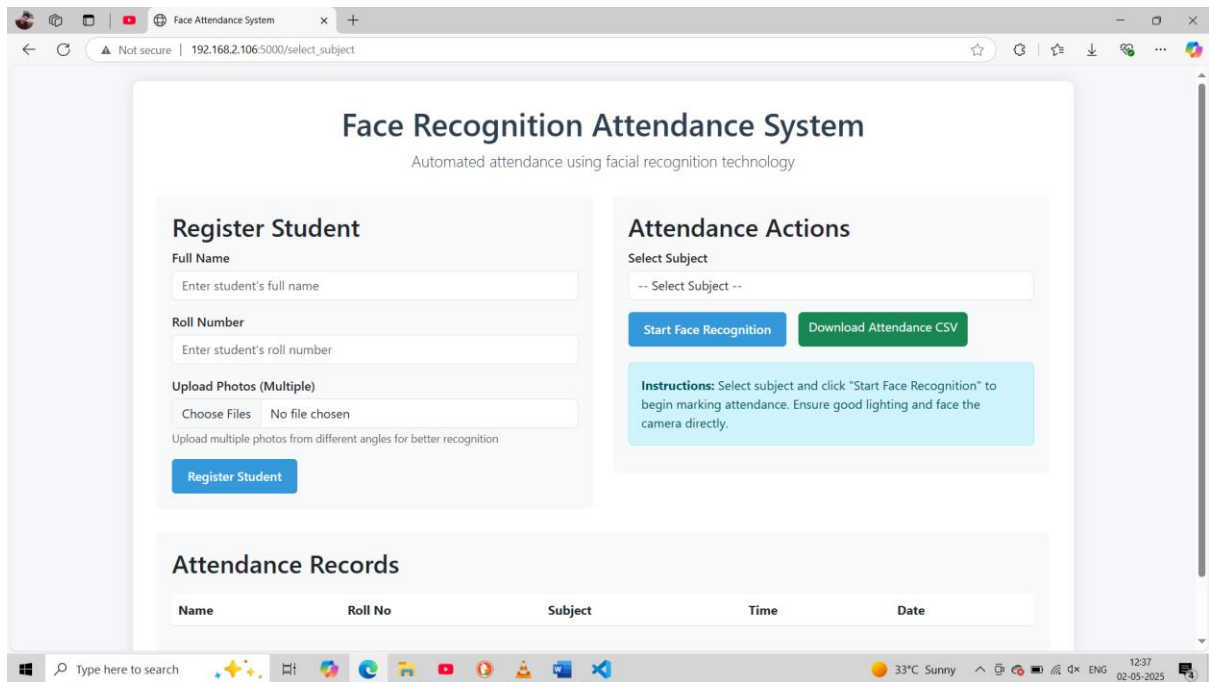 Face Attendance System
Not secure | 192.168.2.106:5000/select_subject
Face Recognition Attendance System
Automated attendance using facial recognition technology
Register Student
Full Name
Enter student's full name
Roll Number
Enter student's roll number
Upload Photos (Multiple)
Choose Files No file chosen
Upload multiple photos from different angles for better recognition
Register Student
Attendance Actions
Select Subject
-- Select Subject --
Start Face Recognition Download Attendance CSV
Instructions: Select subject and click "Start Face Recognition" to
begin marking attendance. Ensure good lighting and face the
camera directly.
Attendance Records
Name Roll No Subject Time Date
Type here to search 33°C Sunny ENG 12:37
02-05-2025 4